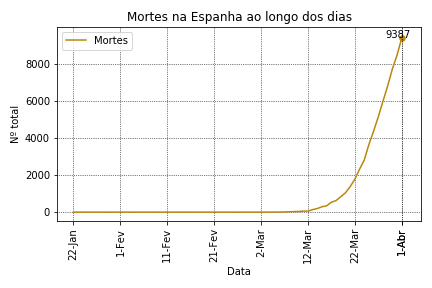 Mortes na Espanha ao longo dos dias
Mortes
9387
Nº total
8000
6000
4000
2000
0
22-Jan
1-Fev
11-Fev
21-Fev
2-Mar
12-Mar
22-Mar
1-Abr
Data